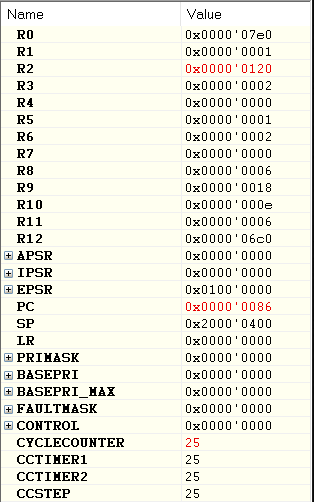 Name Value
R0 0x0000'07e0
R1 0x0000'0001
R2 0x0000'0120
R3 0x0000'0002
R4 0x0000'0000
R5 0x0000'0001
R6 0x0000'0002
R7 0x0000'0000
R8 0x0000'0006
R9 0x0000'0018
R10 0x0000'000e
R11 0x0000'0006
R12 0x0000'06c0
APSR 0x0000'0000
IPSR 0x0000'0000
EPSR 0x0100'0000
PC 0x0000'0086
SP 0x2000'0400
LR 0x0000'0000
PRIMASK 0x0000'0000
BASEPRI 0x0000'0000
BASEPRI_MAX 0x0000'0000
FAULTMASK 0x0000'0000
CONTROL 0x0000'0000
CYCLECOUNTER 25
CCTIMER1 25
CCTIMER2 25
CCSTEP 25